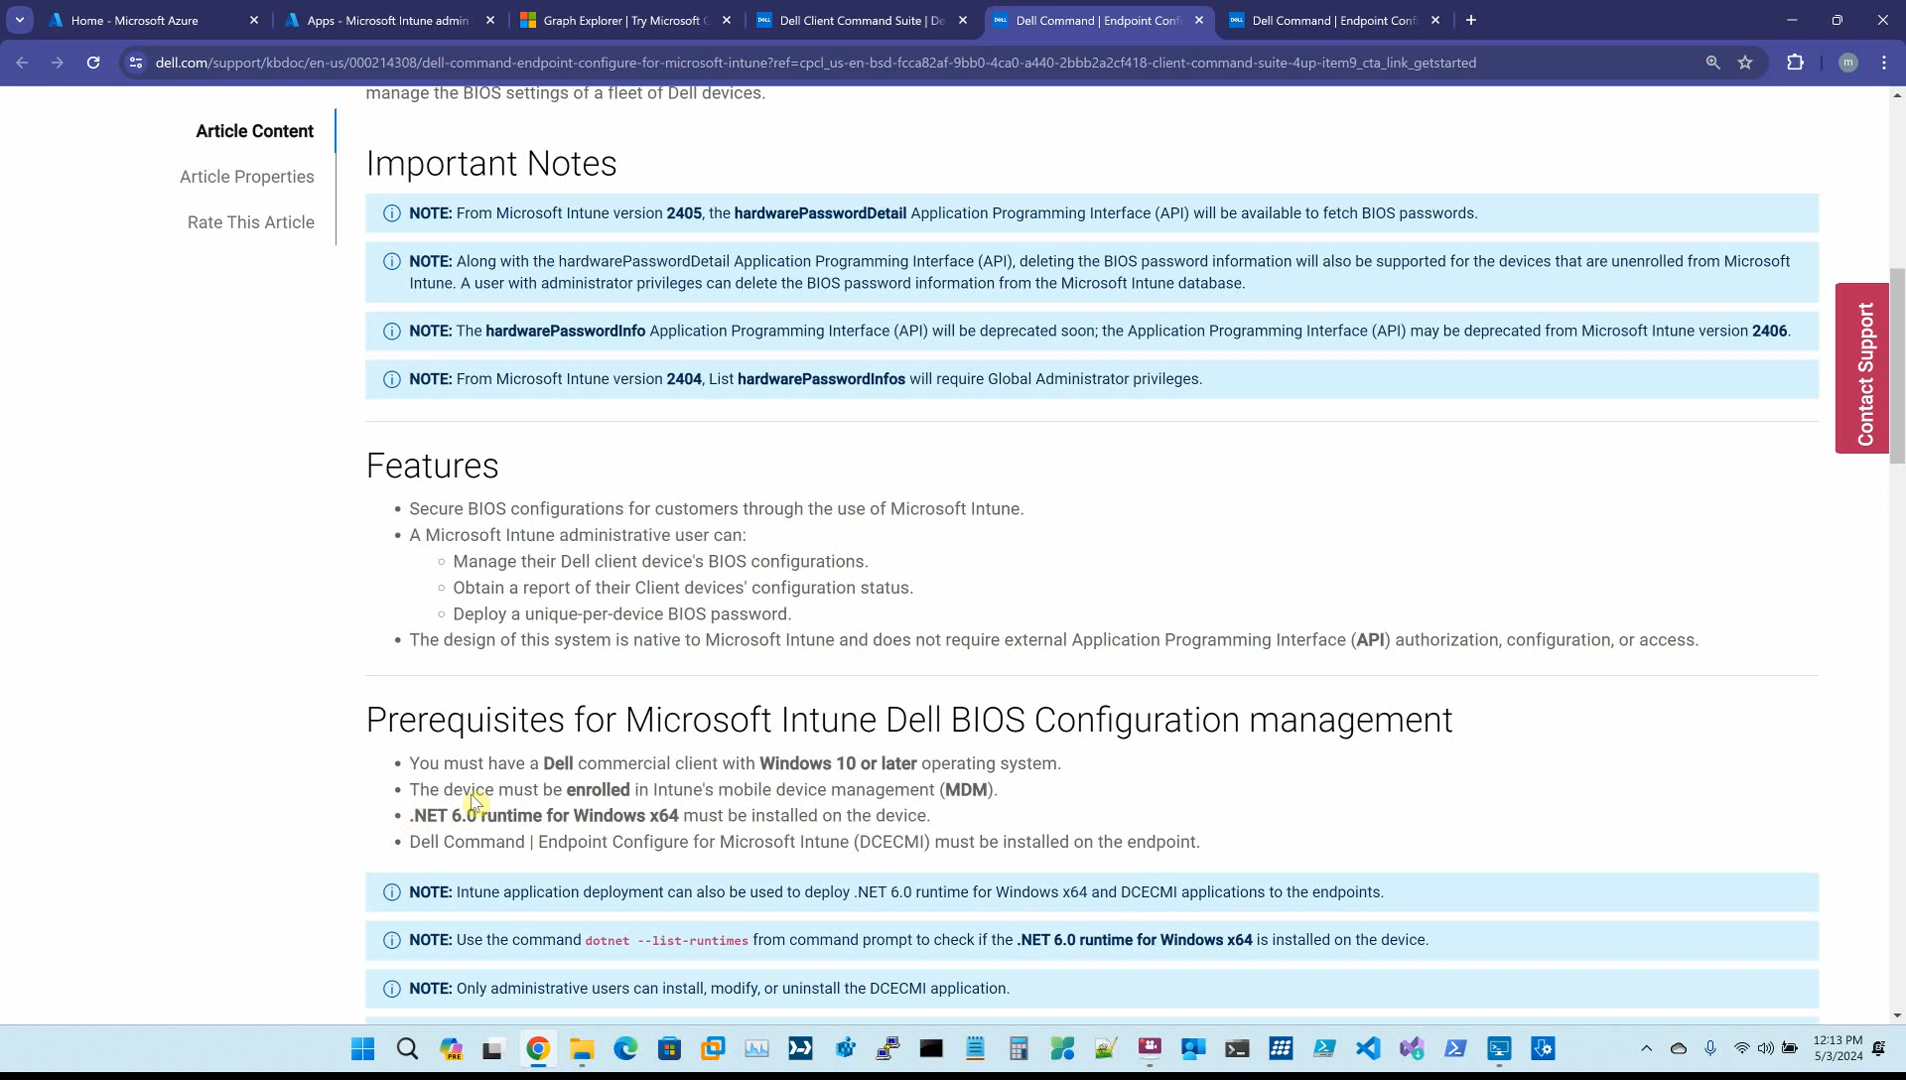 Home - Microsoft Azure
Apps - Microsoft Intune admin
Graph Explorer | Try Microsoft G
Dell Client Command Suite | De
Dell Command | Endpoint Confi
Dell Command | Endpoint Confi
dell.com/support/kbdoc/en-us/000214308/dell-command-endpoint-configure-for-microsoft-intune?ref=cpcl_us-en-bsd-fcca82af-9bb0-4ca0-a440-2bbb2a2cf418-client-command-suite-4up-item9_cta_link_getstarted
m
manage the BIOS settings of a fleet of Dell devices.
Article Content
Article Properties
Rate This Article
Important Notes
NOTE: From Microsoft Intune version 2405, the hardwarePasswordDetail Application Programming Interface (API) will be available to fetch BIOS passwords.
NOTE: Along with the hardwarePasswordDetail Application Programming Interface (API), deleting the BIOS password information will also be supported for the devices that are unenrolled from Microsoft
Intune. A user with administrator privileges can delete the BIOS password information from the Microsoft Intune database.
NOTE: The hardwarePasswordInfo Application Programming Interface (API) will be deprecated soon; the Application Programming Interface (API) may be deprecated from Microsoft Intune version 2406.
NOTE: From Microsoft Intune version 2404, List hardwarePasswordInfos will require Global Administrator privileges.
Contact Support
Features
• Secure BIOS configurations for customers through the use of Microsoft Intune.
• A Microsoft Intune administrative user can:
○ Manage their Dell client device's BIOS configurations.
○ Obtain a report of their Client devices' configuration status.
○ Deploy a unique-per-device BIOS password.
• The design of this system is native to Microsoft Intune and does not require external Application Programming Interface (API) authorization, configuration, or access.
Prerequisites for Microsoft Intune Dell BIOS Configuration management
• You must have a Dell commercial client with Windows 10 or later operating system.
• The device must be enrolled in Intune's mobile device management (MDM).
• .NET 6.0 runtime for Windows x64 must be installed on the device.
• Dell Command | Endpoint Configure for Microsoft Intune (DCECMI) must be installed on the endpoint.
NOTE: Intune application deployment can also be used to deploy .NET 6.0 runtime for Windows x64 and DCECMI applications to the endpoints.
NOTE: Use the command dotnet --list-runtimes from command prompt to check if the .NET 6.0 runtime for Windows x64 is installed on the device.
NOTE: Only administrative users can install, modify, or uninstall the DCECMI application.
PRE
12:13 PM
5/3/2024